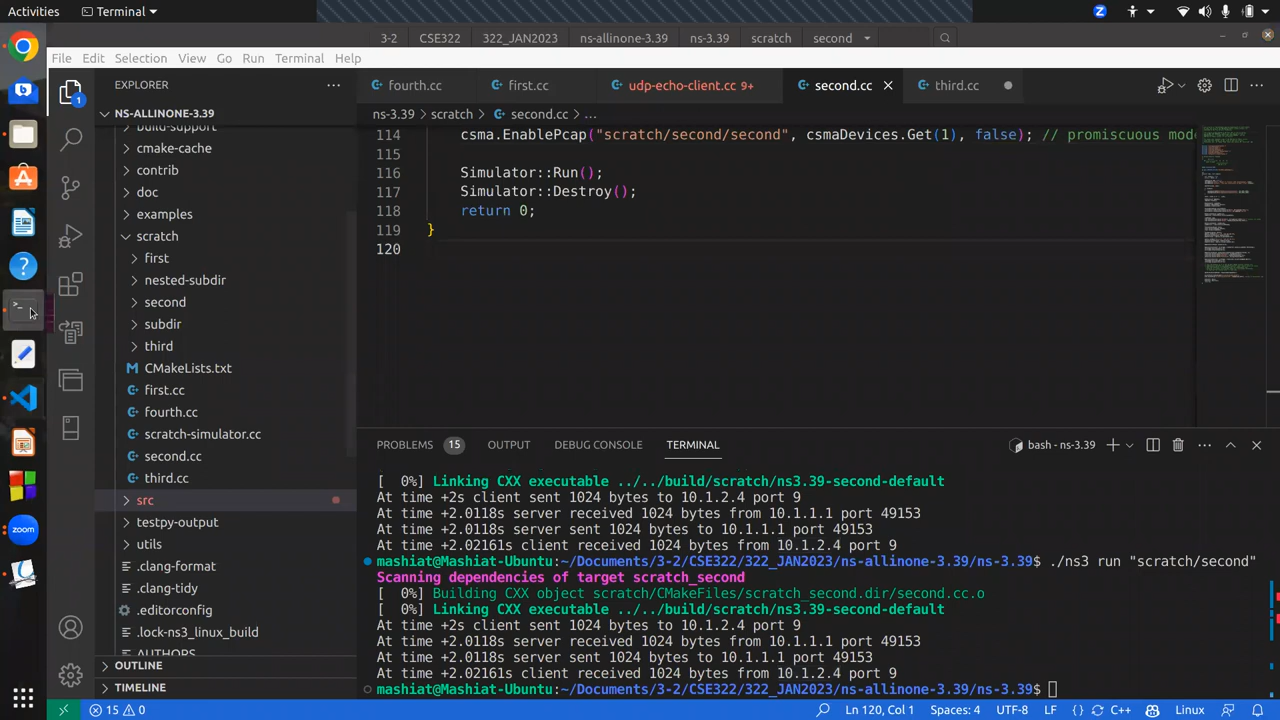 Activities
Terminal
Z
3-2
CSE322
322_JAN2023
ns-allinone-3.39
ns-3.39
scratch
second
File Edit Selection View Go Run Terminal Help
EXPLORER
fourth.cc
first.cc
udp-echo-client.cc 9+
second.cc
third.cc
1
NS-ALLINONE-3.39
ns-3.39 > scratch > second.cc > ...
build-support
cmake-cache
contrib
doc
examples
scratch
first
nested-subdir
second
subdir
third
CMakeLists.txt
first.cc
fourth.cc
scratch-simulator.cc
second.cc
third.cc
src
testpy-output
utils
.clang-format
.clang-tidy
.editorconfig
.lock-ns3_linux_build
AUTHORS
OUTLINE
TIMELINE
zoom
114 csma.EnablePcap("scratch/second/second", csmaDevices.Get(1), false); // promiscuous mod
115
116 Simulator::Run();
117 Simulator::Destroy();
118 return 0;
119 }
120
PROBLEMS 15 OUTPUT DEBUG CONSOLE TERMINAL
bash - ns-3.39
[ 0%] Linking CXX executable ../../build/scratch/ns3.39-second-default
At time +2s client sent 1024 bytes to 10.1.2.4 port 9
At time +2.0118s server received 1024 bytes from 10.1.1.1 port 49153
At time +2.0118s server sent 1024 bytes to 10.1.1.1 port 49153
At time +2.02161s client received 1024 bytes from 10.1.2.4 port 9
mashiat@Mashiat-Ubuntu:~/Documents/3-2/CSE322/322_JAN2023/ns-allinone-3.39/ns-3.39$ ./ns3 run "scratch/second"
Scanning dependencies of target scratch_second
[ 0%] Building CXX object scratch/CMakeFiles/scratch_second.dir/second.cc.o
[ 0%] Linking CXX executable ../../build/scratch/ns3.39-second-default
At time +2s client sent 1024 bytes to 10.1.2.4 port 9
At time +2.0118s server received 1024 bytes from 10.1.1.1 port 49153
At time +2.0118s server sent 1024 bytes to 10.1.1.1 port 49153
At time +2.02161s client received 1024 bytes from 10.1.2.4 port 9
mashiat@Mashiat-Ubuntu:~/Documents/3-2/CSE322/322_JAN2023/ns-allinone-3.39/ns-3.39$
15 0
Ln 120, Col 1 Spaces: 4 UTF-8 LF {} C++ Linux